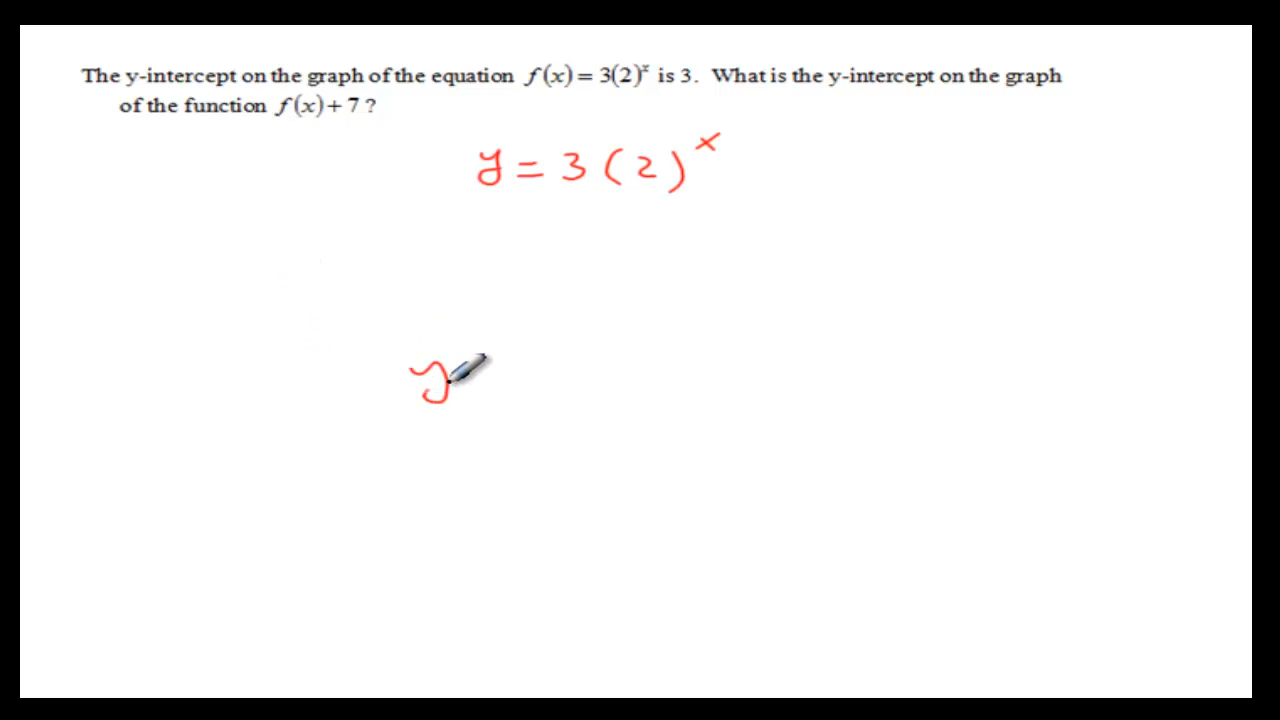 The y-intercept on the graph of the equation f(x) = 3(2)ˣ is 3. What is the y-intercept on the graph
of the function f(x) + 7 ?
y = 3 ( 2 )ˣ
y